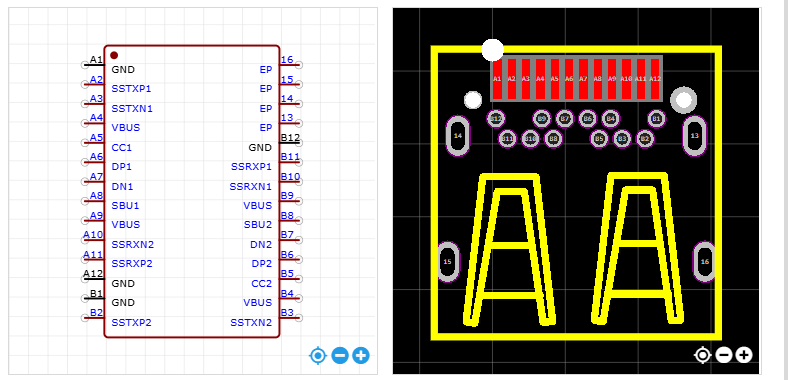 A1 GND EP 16
A2 SSTXP1 EP 15
A3 SSTXN1 EP 14
A4 VBUS EP 13
A5 CC1 GND B12
A6 DP1 SSRXP1 B11
A7 DN1 SSRXN1 B10
A8 SBU1 VBUS B9
A9 VBUS SBU2 B8
A10 SSRXN2 DN2 B7
A11 SSRXP2 DP2 B6
A12 GND CC2 B5
B1 GND VBUS B4
B2 SSTXP2 SSTXN2 B3
A1 A2 A3 A4 A5 A6 A7 A8 A9 A10 A11 A12
B12 B9 B7 B6 B4 B1
14 B11 B10 B8 B5 B3 B2 13
15 16